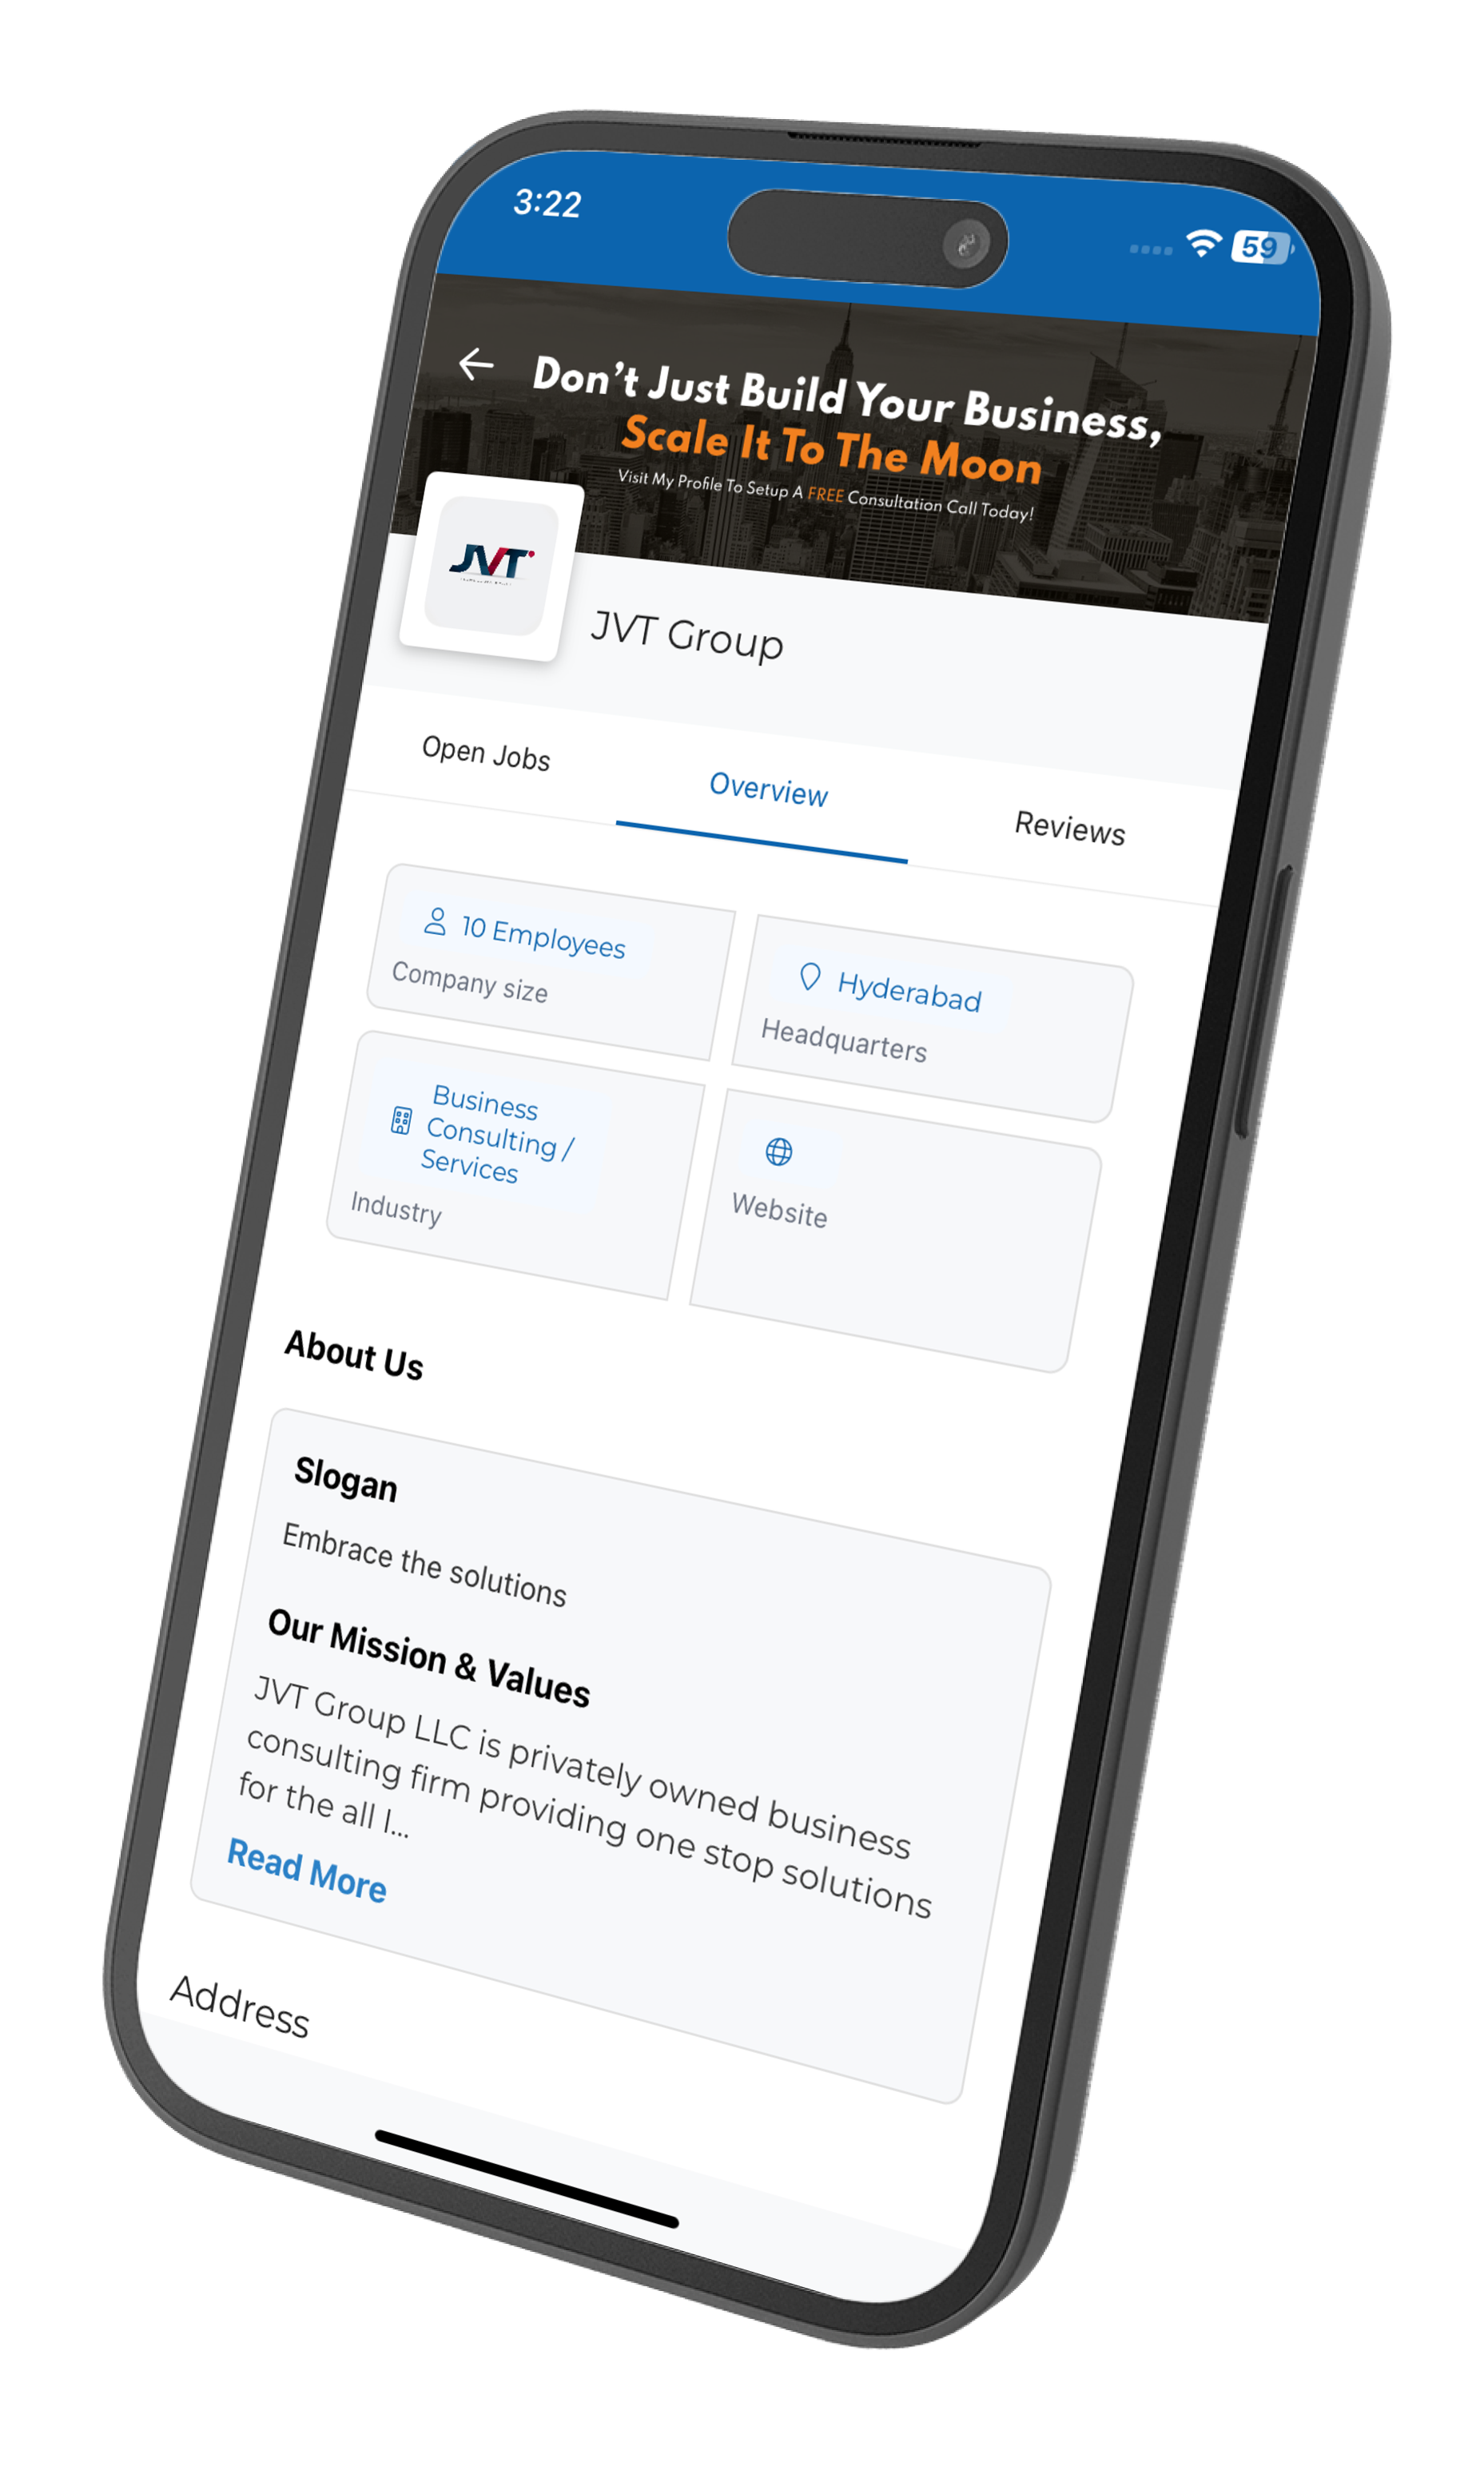 3:22
59
Don't Just Build Your Business,
Scale It To The Moon
Visit My Profile To Setup A FREE Consultation Call Today!
JVT
JVT Group
Open Jobs
Overview
Reviews
10 Employees
Company size
Hyderabad
Headquarters
Business
Consulting /
Services
Industry
Website
About Us
Slogan
Embrace the solutions
Our Mission & Values
JVT Group LLC is privately owned business
consulting firm providing one stop solutions
for the all I...
Read More
Address